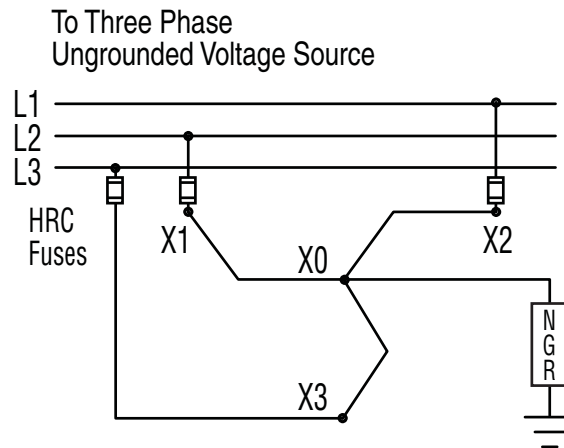 To Three Phase
Ungrounded Voltage Source
L1
L2
L3
HRC
Fuses
X1
X2
X0
X3
N
G
R